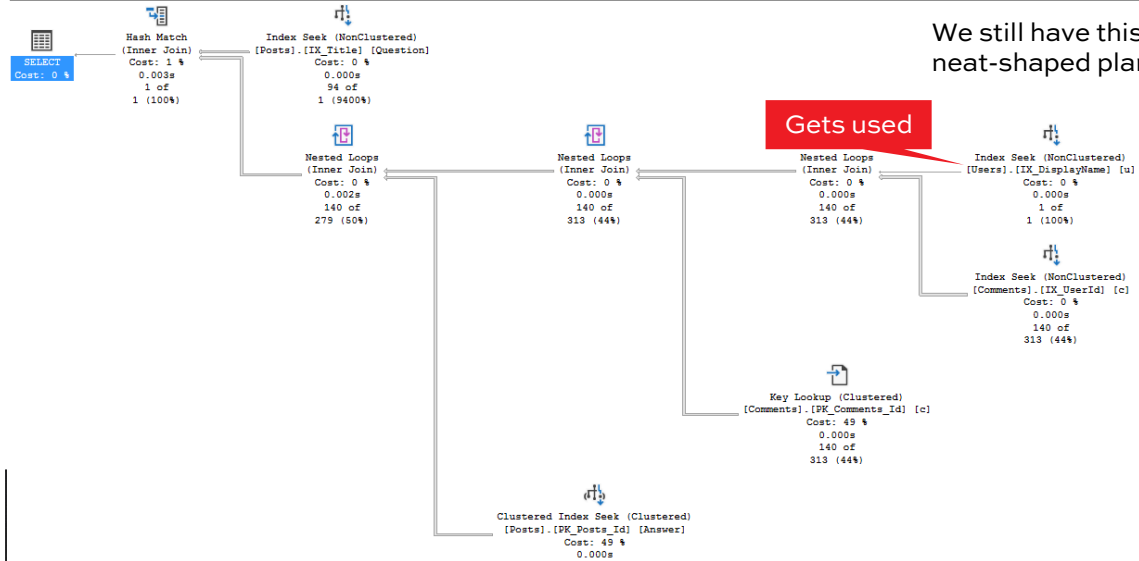 We still have this
neat-shaped plan
Gets used
SELECT
Cost: 0 %
Hash Match
(Inner Join)
Cost: 1 %
0.003s
1 of
1 (100%)
Index Seek (NonClustered)
[Posts].[IX_Title] [Question]
Cost: 0 %
0.000s
94 of
1 (9400%)
Nested Loops
(Inner Join)
Cost: 0 %
0.002s
140 of
279 (50%)
Nested Loops
(Inner Join)
Cost: 0 %
0.000s
140 of
313 (44%)
Nested Loops
(Inner Join)
Cost: 0 %
0.000s
140 of
313 (44%)
Index Seek (NonClustered)
[Users].[IX_DisplayName] [u]
Cost: 0 %
0.000s
1 of
1 (100%)
Index Seek (NonClustered)
[Comments].[IX_UserId] [c]
Cost: 0 %
0.000s
140 of
313 (44%)
Key Lookup (Clustered)
[Comments].[PK_Comments_Id] [c]
Cost: 49 %
0.000s
140 of
313 (44%)
Clustered Index Seek (Clustered)
[Posts].[PK_Posts_Id] [Answer]
Cost: 49 %
0.000s